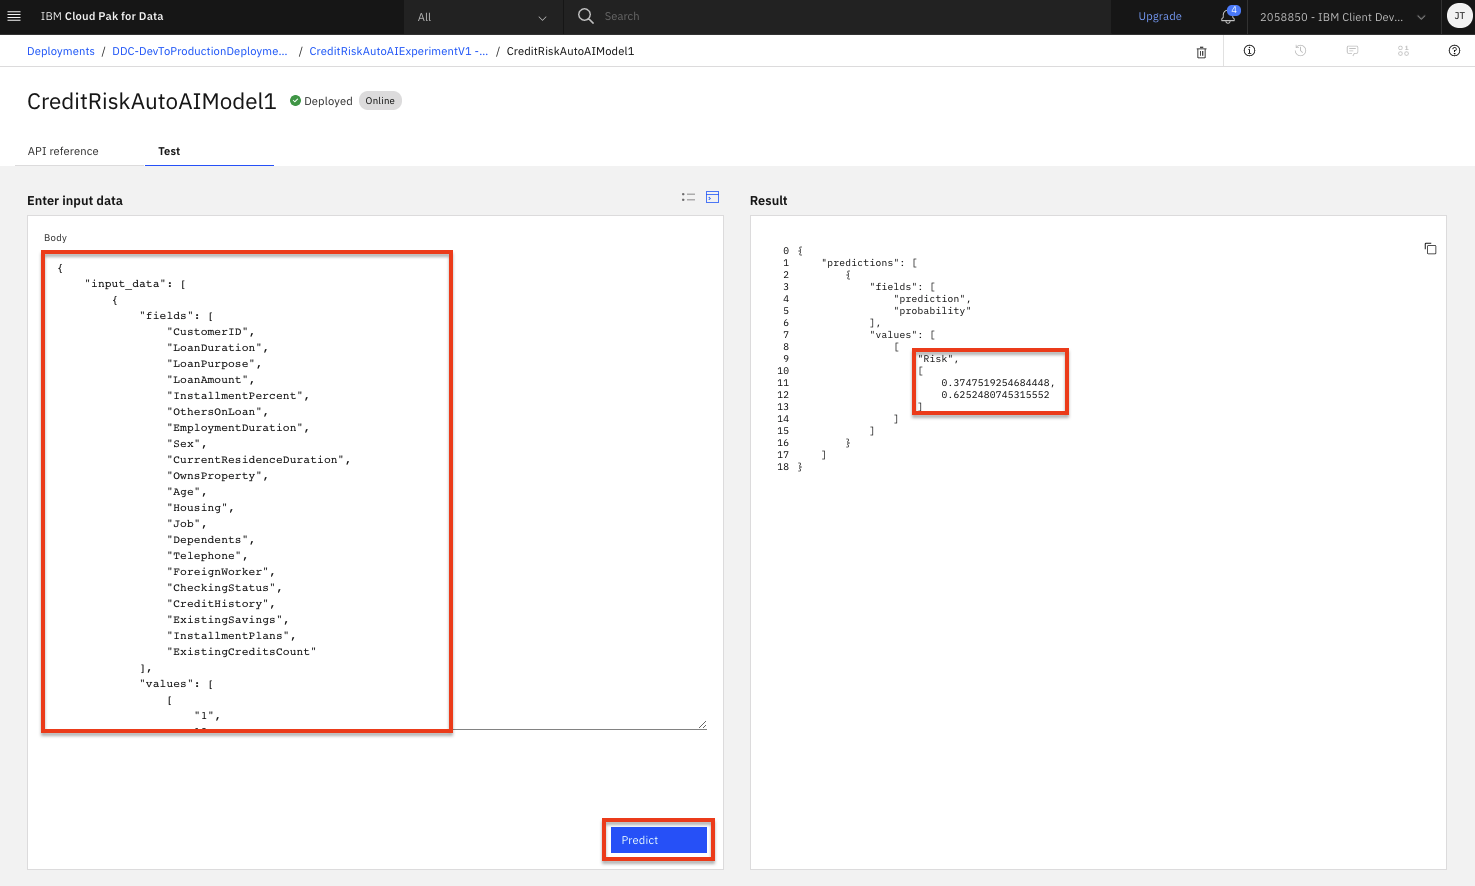 IBM Cloud Pak for Data
All
Search
Upgrade
4
2058850 - IBM Client Dev...
JT
Deployments / DDC-DevToProductionDeployme... / CreditRiskAutoAIExperimentV1 -... / CreditRiskAutoAIModel1
CreditRiskAutoAIModel1
Deployed
Online
API reference
Test
Enter input data
Body
{
"input_data": [
{
"fields": [
"CustomerID",
"LoanDuration",
"LoanPurpose",
"LoanAmount",
"InstallmentPercent",
"OthersOnLoan",
"EmploymentDuration",
"Sex",
"CurrentResidenceDuration",
"OwnsProperty",
"Age",
"Housing",
"Job",
"Dependents",
"Telephone",
"ForeignWorker",
"CheckingStatus",
"CreditHistory",
"ExistingSavings",
"InstallmentPlans",
"ExistingCreditsCount"
],
"values": [
[
"1",
Predict
Result
0 {
1 "predictions": [
2 {
3 "fields": [
4 "prediction",
5 "probability"
6 ],
7 "values": [
8 [
9 "Risk",
10 [
11 0.3747519254684448,
12 0.6252480745315552
13 ]
14 ]
15 ]
16 }
17 ]
18 }